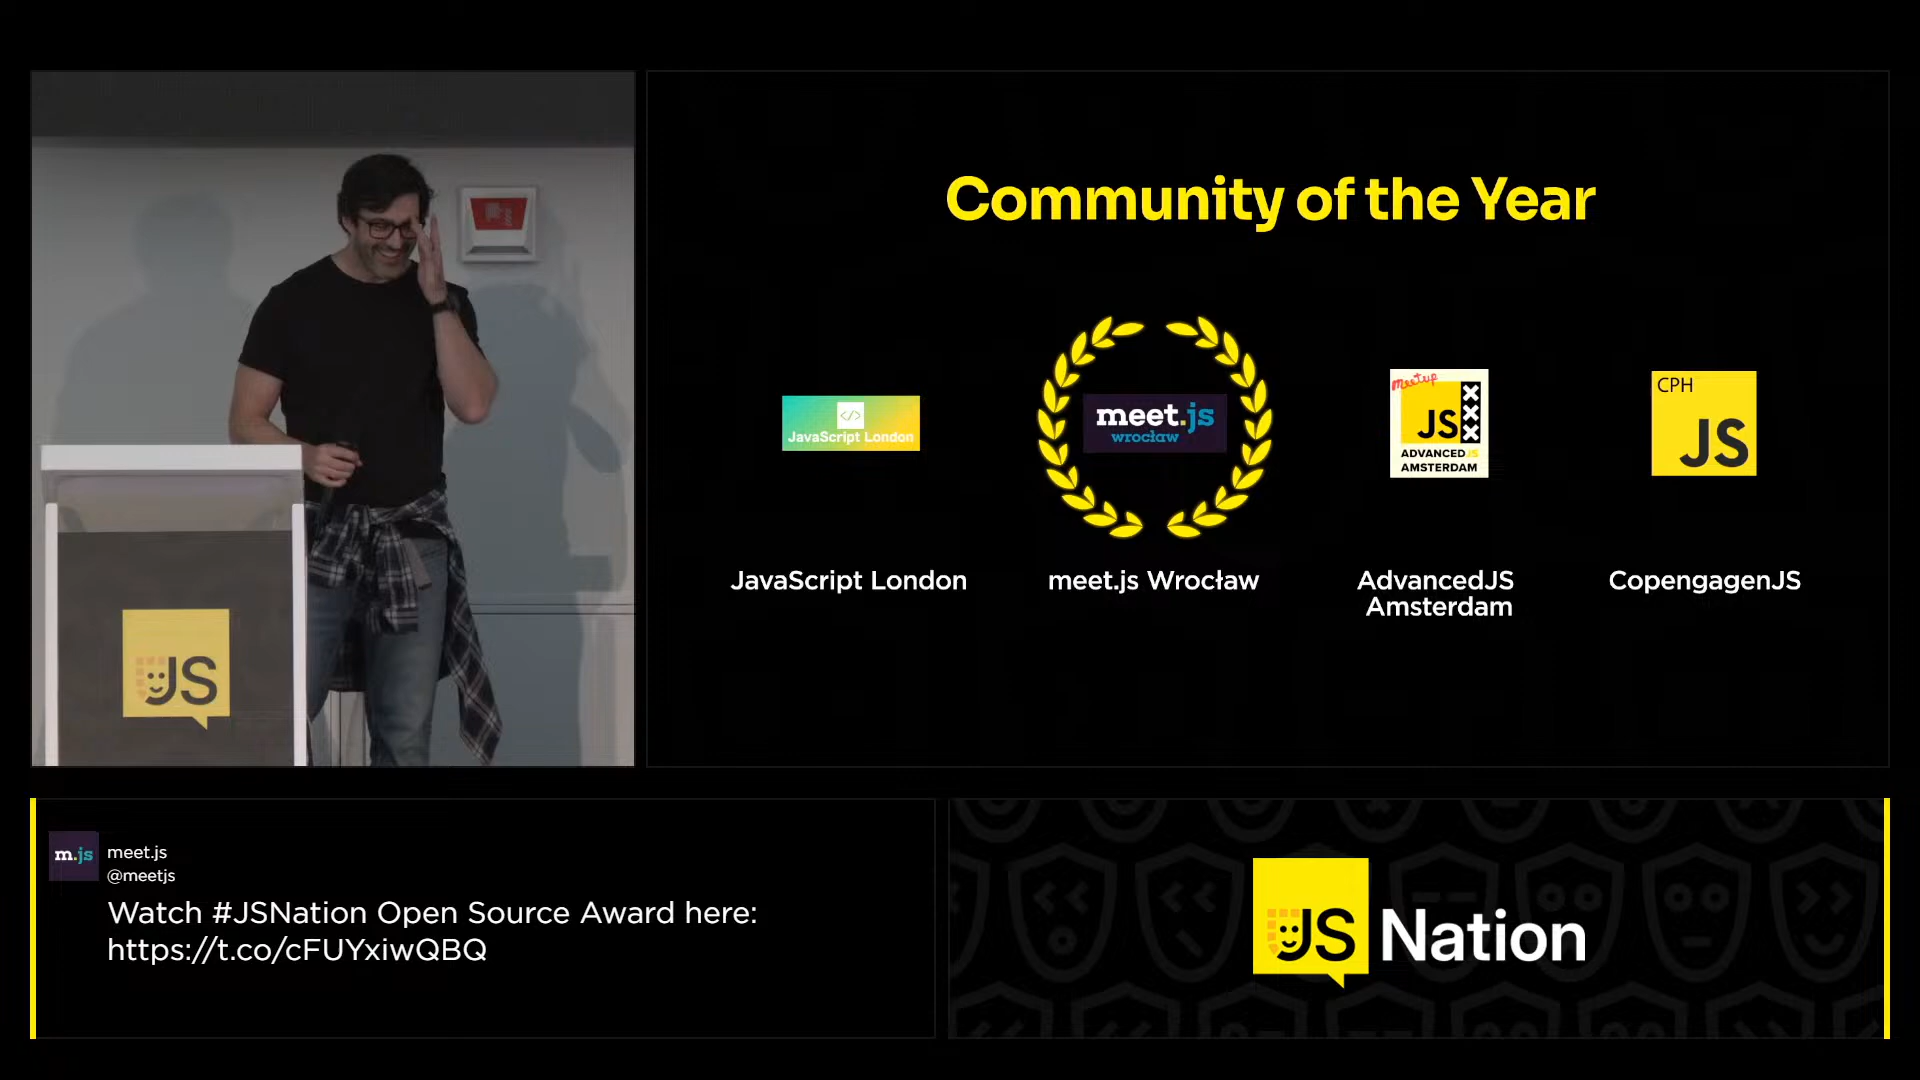 Community of the Year
</>
JavaScript London
meet.js
wrocław
meetup
JS
XXX
ADVANCEDJS
AMSTERDAM
CPH
JS
JavaScript London
meet.js Wrocław
AdvancedJS
Amsterdam
CopengagenJS
JS
m.js
meet.js
@meetjs
Watch #JSNation Open Source Award here:
https://t.co/cFUYxiwQBQ
JS Nation